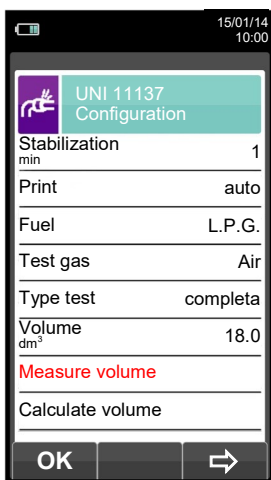 15/01/14
10:00
UNI 11137
Configuration
Stabilization
min 1
Print auto
Fuel L.P.G.
Test gas Air
Type test completa
Volume
dm³ 18.0
Measure volume
Calculate volume
OK